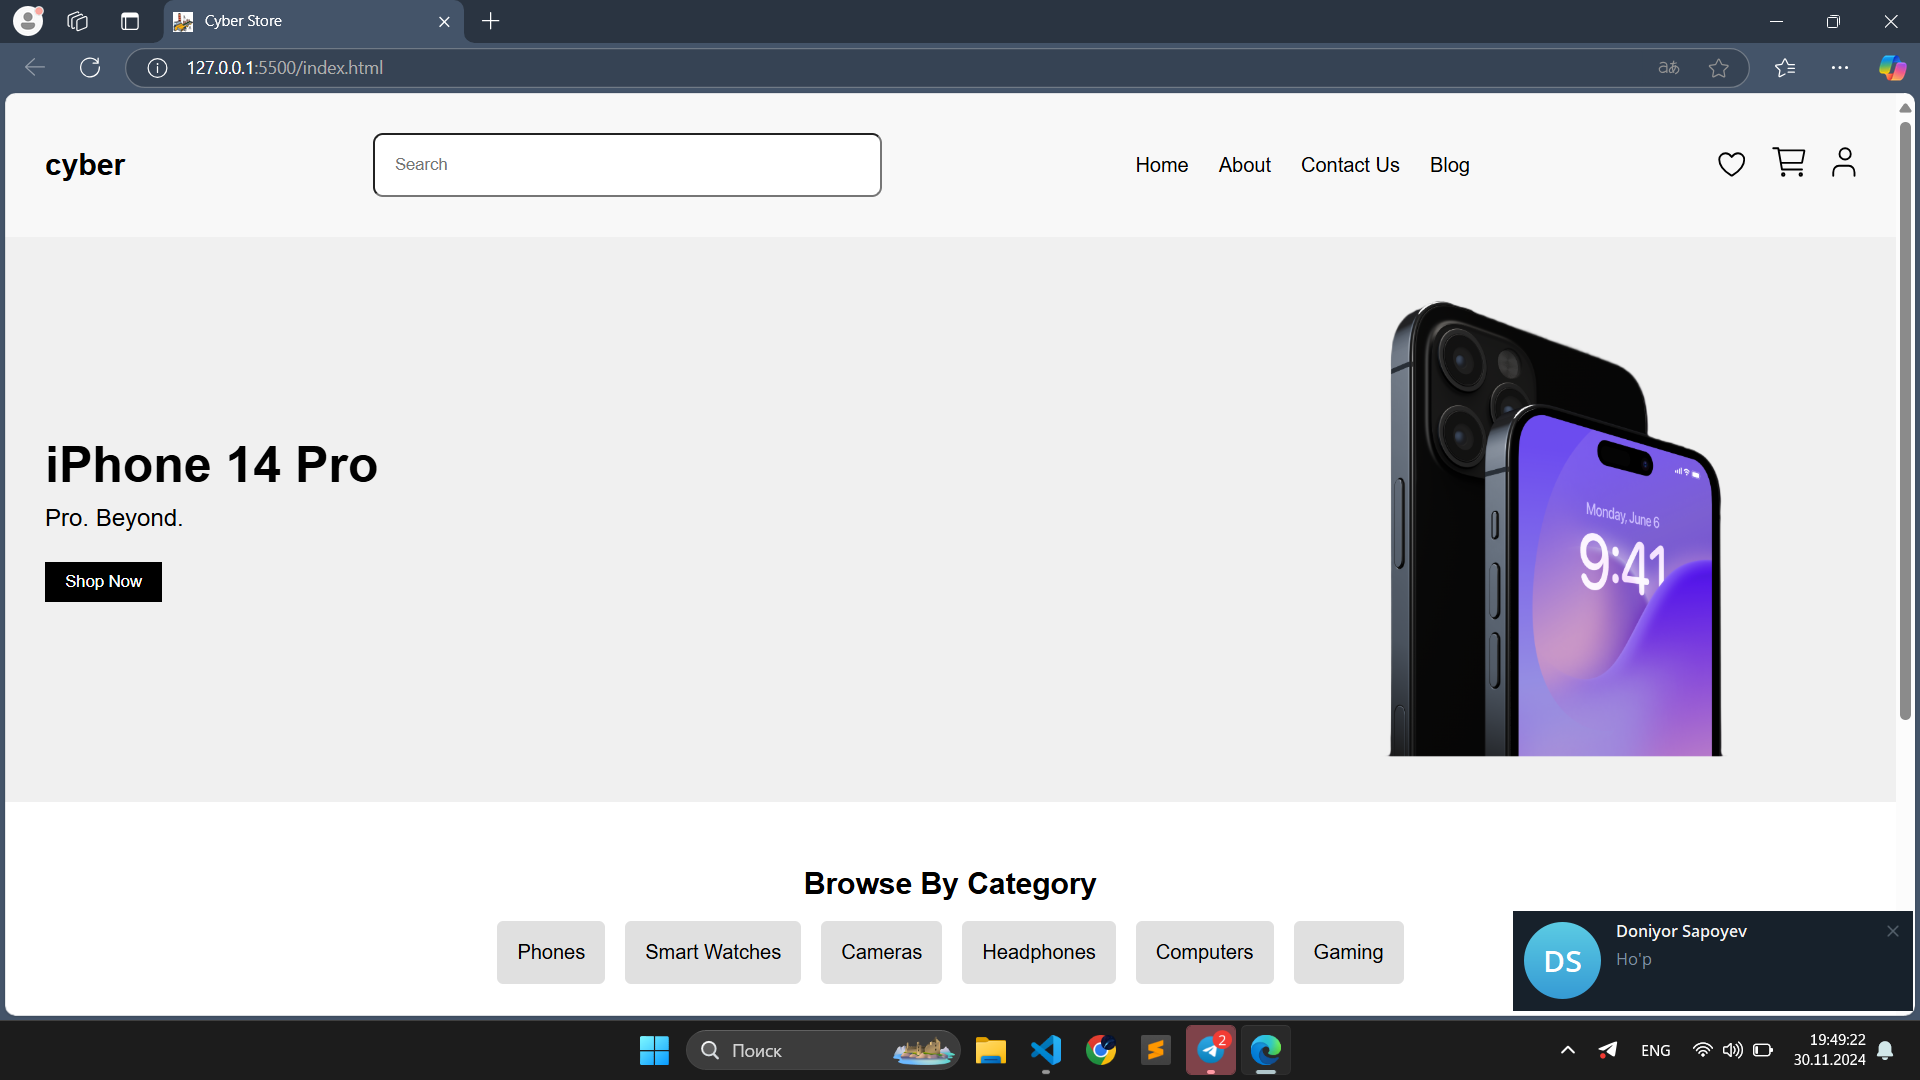 Cyber Store
127.0.0.1:5500/index.html
aあ
cyber
Search
Home
About
Contact Us
Blog
iPhone 14 Pro
Pro. Beyond.
Shop Now
Monday, June 6
9:41
Browse By Category
Phones
Smart Watches
Cameras
Headphones
Computers
Gaming
DS
Doniyor Sapoyev
Ho'p
Поиск
2
ENG
19:49:22
30.11.2024